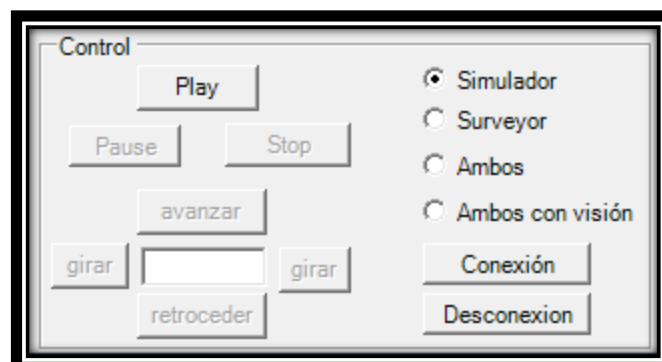 Control
Play
Simulador
Surveyor
Pause
Stop
Ambos
avanzar
Ambos con visión
girar
girar
Conexión
retroceder
Desconexion